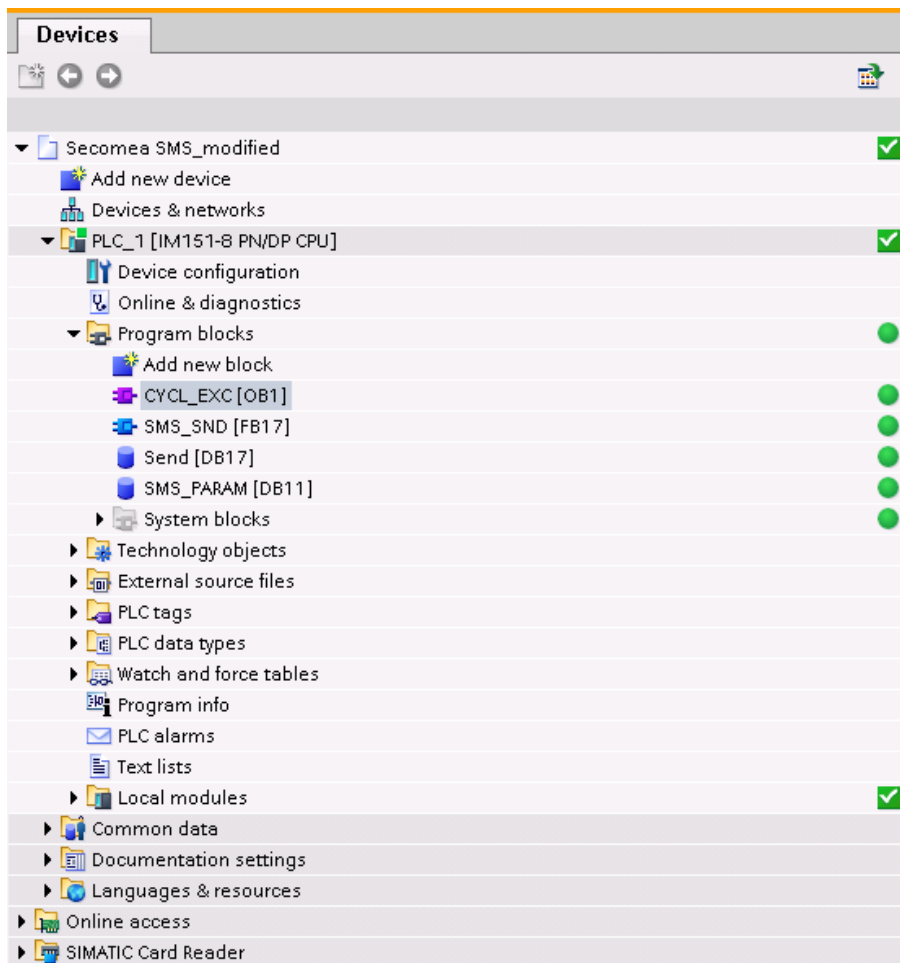 Devices
Secomea SMS_modified
Add new device
Devices & networks
PLC_1 [IM151-8 PN/DP CPU]
Device configuration
Online & diagnostics
Program blocks
Add new block
CYCL_EXC [OB1]
SMS_SND [FB17]
Send [DB17]
SMS_PARAM [DB11]
System blocks
Technology objects
External source files
PLC tags
PLC data types
Watch and force tables
Program info
PLC alarms
Text lists
Local modules
Common data
Documentation settings
Languages & resources
Online access
SIMATIC Card Reader